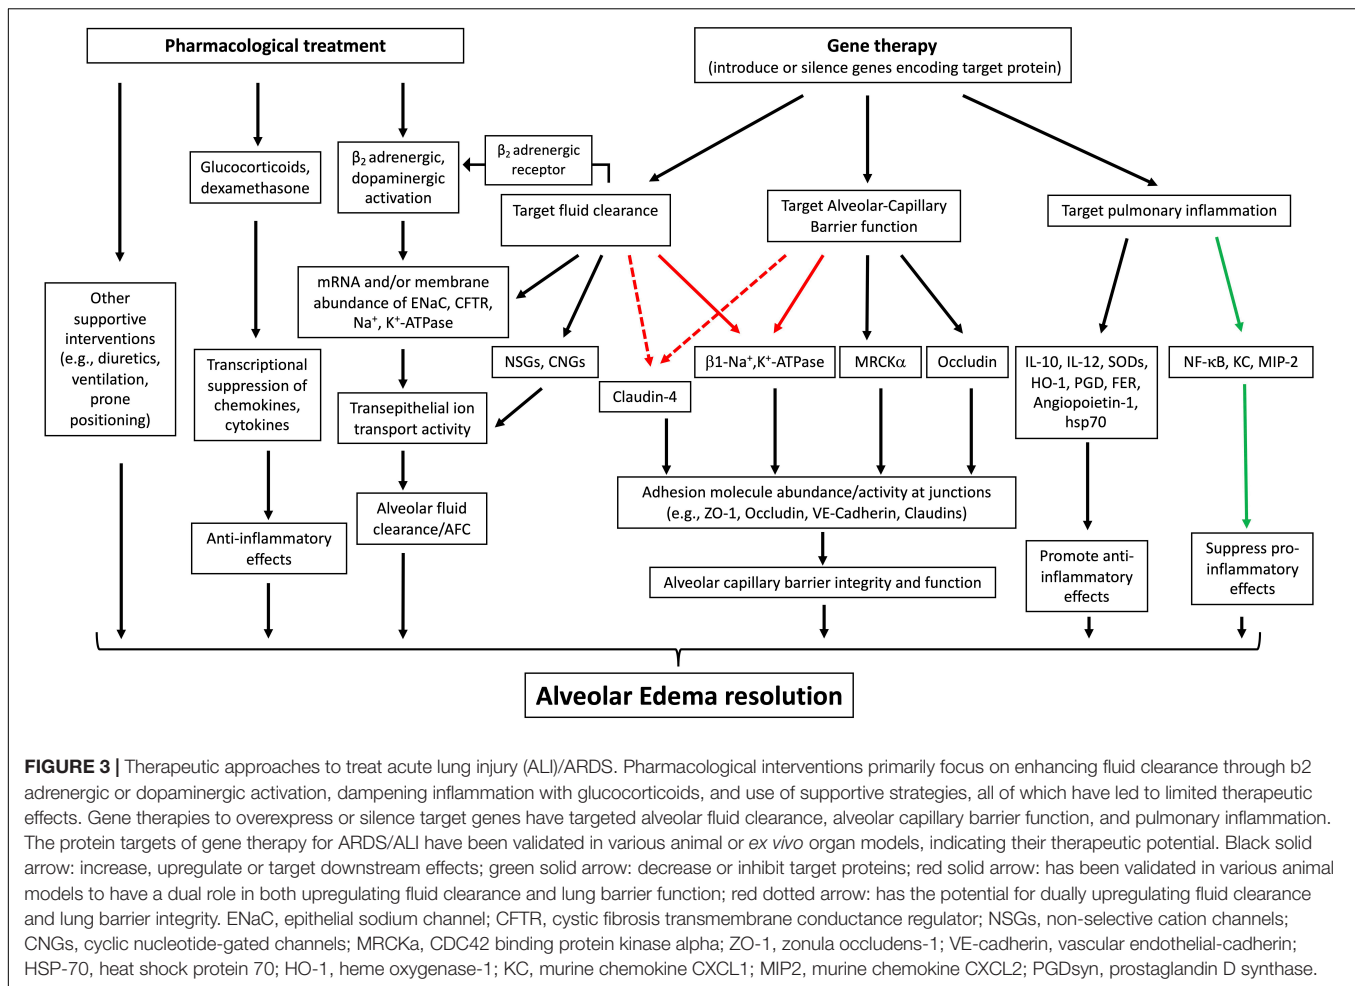 Pharmacological treatment
Gene therapy
(introduce or silence genes encoding target protein)
Glucocorticoids,
dexamethasone
β2 adrenergic,
dopaminergic
activation
β2 adrenergic
receptor
Target fluid clearance
Target Alveolar-Capillary
Barrier function
Target pulmonary inflammation
Other
supportive
interventions
(e.g., diuretics,
ventilation,
prone
positioning)
mRNA and/or membrane
abundance of ENaC, CFTR,
Na+, K+-ATPase
Transcriptional
suppression of
chemokines,
cytokines
NSGs, CNGs
Claudin-4
β1-Na+,K+-ATPase
MRCKα
Occludin
IL-10, IL-12, SODs,
HO-1, PGD, FER,
Angiopoietin-1,
hsp70
NF-κB, KC, MIP-2
Transepithelial ion
transport activity
Alveolar fluid
clearance/AFC
Adhesion molecule abundance/activity at junctions
(e.g., ZO-1, Occludin, VE-Cadherin, Claudins)
Anti-inflammatory
effects
Alveolar capillary barrier integrity and function
Promote anti-
inflammatory
effects
Suppress pro-
inflammatory
effects
Alveolar Edema resolution
FIGURE 3 | Therapeutic approaches to treat acute lung injury (ALI)/ARDS. Pharmacological interventions primarily focus on enhancing fluid clearance through b2
adrenergic or dopaminergic activation, dampening inflammation with glucocorticoids, and use of supportive strategies, all of which have led to limited therapeutic
effects. Gene therapies to overexpress or silence target genes have targeted alveolar fluid clearance, alveolar capillary barrier function, and pulmonary inflammation.
The protein targets of gene therapy for ARDS/ALI have been validated in various animal or ex vivo organ models, indicating their therapeutic potential. Black solid
arrow: increase, upregulate or target downstream effects; green solid arrow: decrease or inhibit target proteins; red solid arrow: has been validated in various animal
models to have a dual role in both upregulating fluid clearance and lung barrier function; red dotted arrow: has the potential for dually upregulating fluid clearance
and lung barrier integrity. ENaC, epithelial sodium channel; CFTR, cystic fibrosis transmembrane conductance regulator; NSGs, non-selective cation channels;
CNGs, cyclic nucleotide-gated channels; MRCKa, CDC42 binding protein kinase alpha; ZO-1, zonula occludens-1; VE-cadherin, vascular endothelial-cadherin;
HSP-70, heat shock protein 70; HO-1, heme oxygenase-1; KC, murine chemokine CXCL1; MIP2, murine chemokine CXCL2; PGDsyn, prostaglandin D synthase.